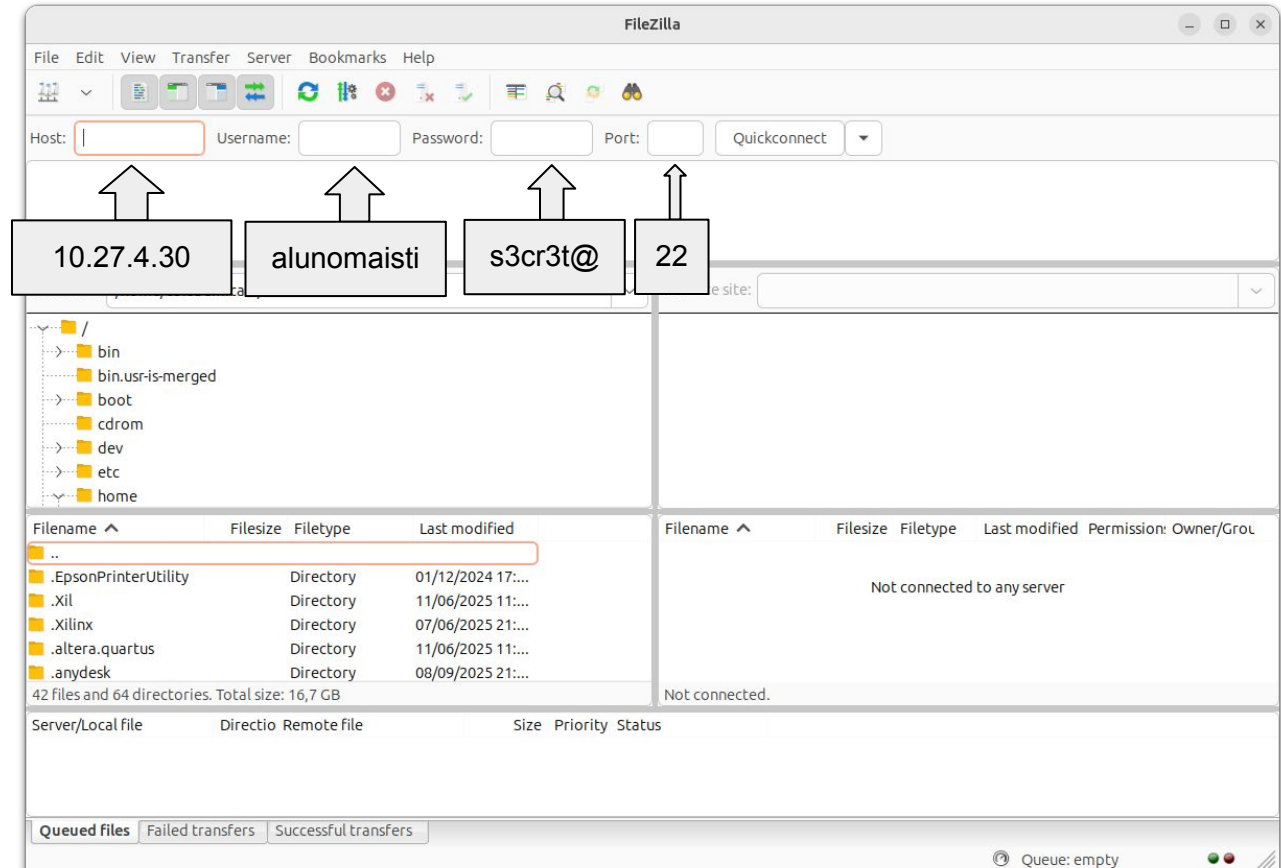 FileZilla
File Edit View Transfer Server Bookmarks Help
Host: Username: Password: Port: Quickconnect
10.27.4.30 alunomaisti s3cr3t@ 22
site:
/
bin
bin.usr-is-merged
boot
cdrom
dev
etc
home
Filename Filesize Filetype Last modified
..
.EpsonPrinterUtility Directory 01/12/2024 17:...
.Xil Directory 11/06/2025 11:...
.Xilinx Directory 07/06/2025 21:...
.altera.quartus Directory 11/06/2025 11:...
.anydesk Directory 08/09/2025 21:...
42 files and 64 directories. Total size: 16,7 GB
Filename Filesize Filetype Last modified Permission: Owner/Grou
Not connected to any server
Not connected.
Server/Local file Directio Remote file Size Priority Status
Queued files Failed transfers Successful transfers
Queue: empty